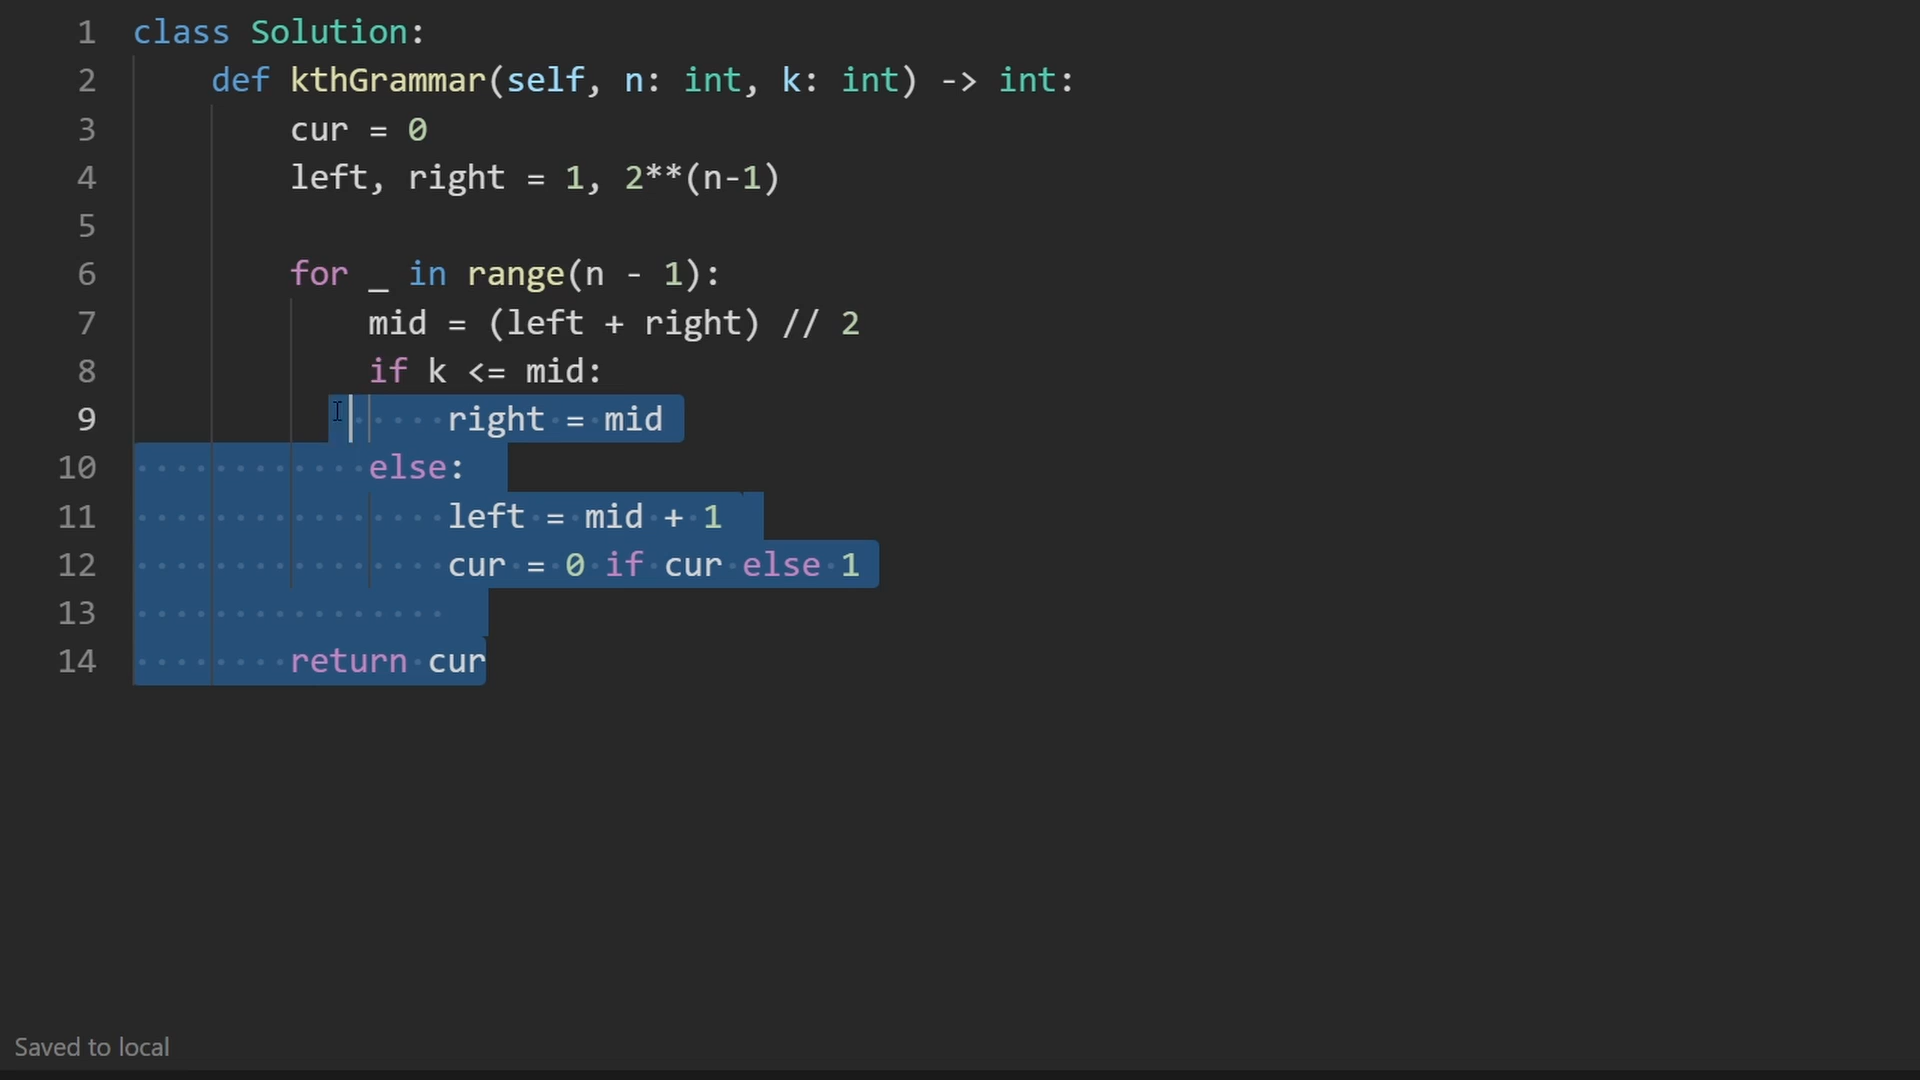 1 class Solution:
2 def kthGrammar(self, n: int, k: int) -> int:
3 cur = 0
4 left, right = 1, 2**(n-1)
5
6 for _ in range(n - 1):
7 mid = (left + right) // 2
8 if k <= mid:
9 right = mid
10 else:
11 left = mid + 1
12 cur = 0 if cur else 1
13
14 return cur
Saved to local